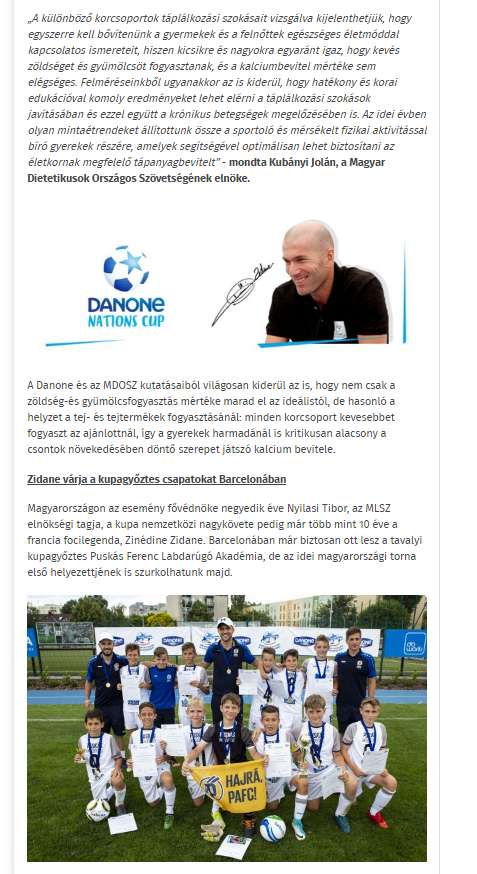 „A különböző korcsoportok táplálkozási szokásait vizsgálva kijelenthetjük, hogy
egyszerre kell bővítenünk a gyermekek és a felnőttek egészséges életmóddal
kapcsolatos ismereteit, hiszen kicsikre és nagyokra egyaránt igaz, hogy kevés
zöldséget és gyümölcsöt fogyasztanak, és a kalciumbevitel mértéke sem
elégséges. Felméréseinkből ugyanakkor az is kiderül, hogy hatékony és korai
edukációval komoly eredményeket lehet elérni a táplálkozási szokások
javításában és ezzel együtt a krónikus betegségek megelőzésében is. Az idei évben
olyan mintaétrendeket állítottunk össze a sportoló és mérsékelt fizikai aktivitással
bíró gyerekek részére, amelyek segítségével optimálisan lehet biztosítani az
életkornak megfelelő tápanyagbevitelt” - mondta Kubányi Jolán, a Magyar
Dietetikusok Országos Szövetségének elnöke.
DANONE
NATIONS CUP
A Danone és az MDOSZ kutatásaiból világosan kiderül az is, hogy nem csak a
zöldség-és gyümölcsfogyasztás mértéke marad el az ideálistól, de hasonló a
helyzet a tej- és tejtermékek fogyasztásánál: minden korcsoport kevesebbet
fogyaszt az ajánlottnál, így a gyerekek harmadánál is kritikusan alacsony a
csontok növekedésében döntő szerepet játszó kalcium bevitele.
Zidane várja a kupagyőztes csapatokat Barcelonában
Magyarországon az esemény fővédnöke negyedik éve Nyilasi Tibor, az MLSZ
elnökségi tagja, a kupa nemzetközi nagykövete pedig már több mint 10 éve a
francia focilegenda, Zinédine Zidane. Barcelonában már biztosan ott lesz a tavalyi
kupagyőztes Puskás Ferenc Labdarúgó Akadémia, de az idei magyarországi torna
első helyezettjének is szurkolhatunk majd.
DANONE
HAJRÁ,
PAFC!